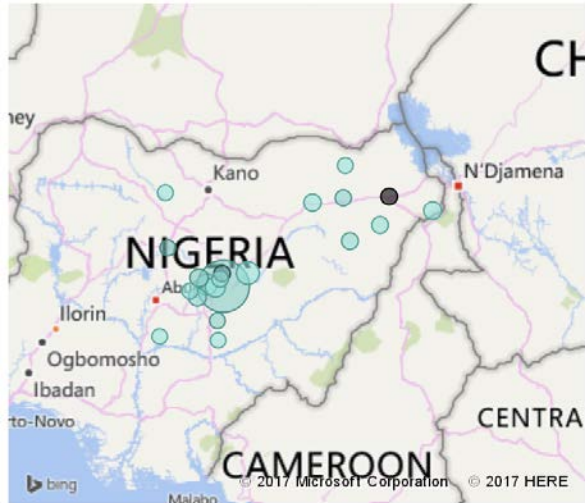 CH
ney
Kano
N'Djamena
NIGERIA
Abu
Ilorin
Ogbomosho
Ibadan
rto-Novo
CENTRA
CAMEROON
© 2017 Microsoft Corporation © 2017 HERE
bing
Malabo